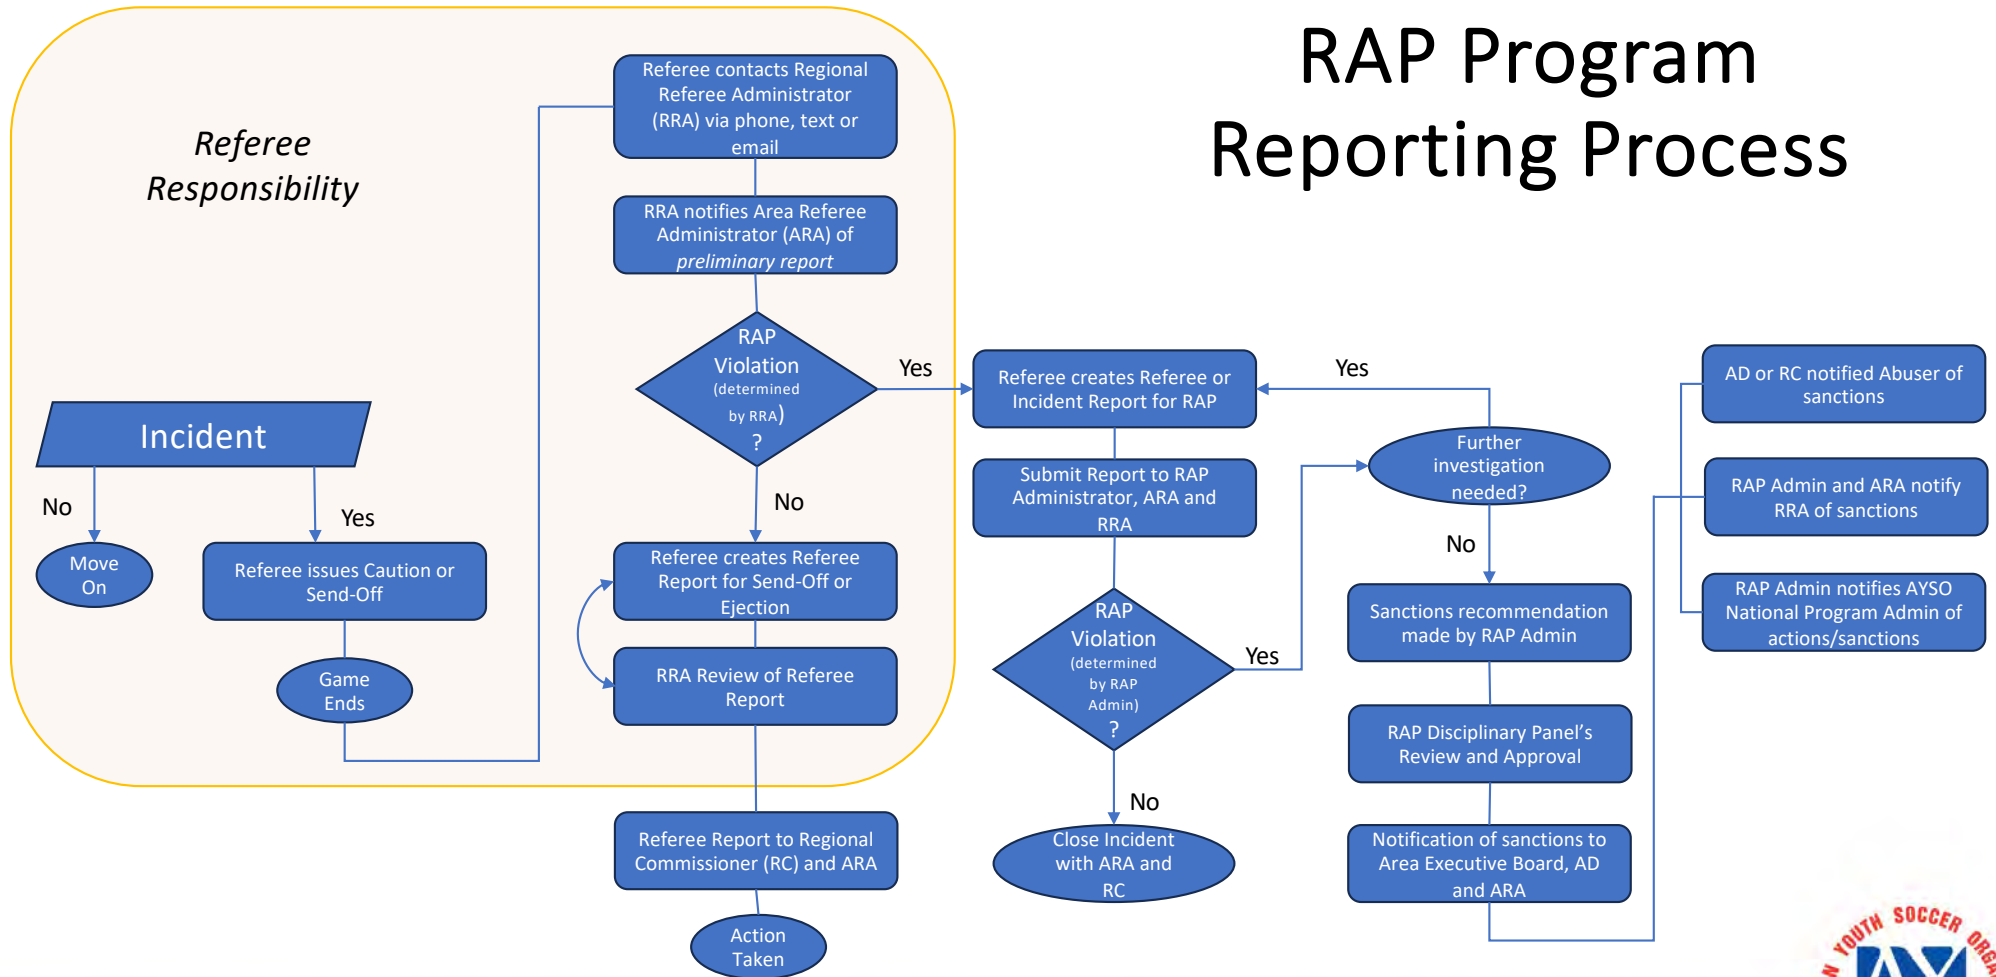 RAP Program
Reporting Process
Referee
Responsibility
Referee contacts Regional
Referee Administrator
(RRA) via phone, text or
email
RRA notifies Area Referee
Administrator (ARA) of
preliminary report
RAP
Violation
(determined
by RRA)
?
Yes
No
Incident
No
Yes
Move
On
Referee issues Caution or
Send-Off
Game
Ends
Referee creates Referee
Report for Send-Off or
Ejection
RRA Review of Referee
Report
Referee Report to Regional
Commissioner (RC) and ARA
Action
Taken
Referee creates Referee or
Incident Report for RAP
Submit Report to RAP
Administrator, ARA and
RRA
RAP
Violation
(determined
by RAP
Admin)
?
Yes
No
Close Incident
with ARA and
RC
Yes
Further
investigation
needed?
No
Sanctions recommendation
made by RAP Admin
RAP Disciplinary Panel’s
Review and Approval
Notification of sanctions to
Area Executive Board, AD
and ARA
AD or RC notified Abuser of
sanctions
RAP Admin and ARA notify
RRA of sanctions
RAP Admin notifies AYSO
National Program Admin of
actions/sanctions
YOUTH SOCCER